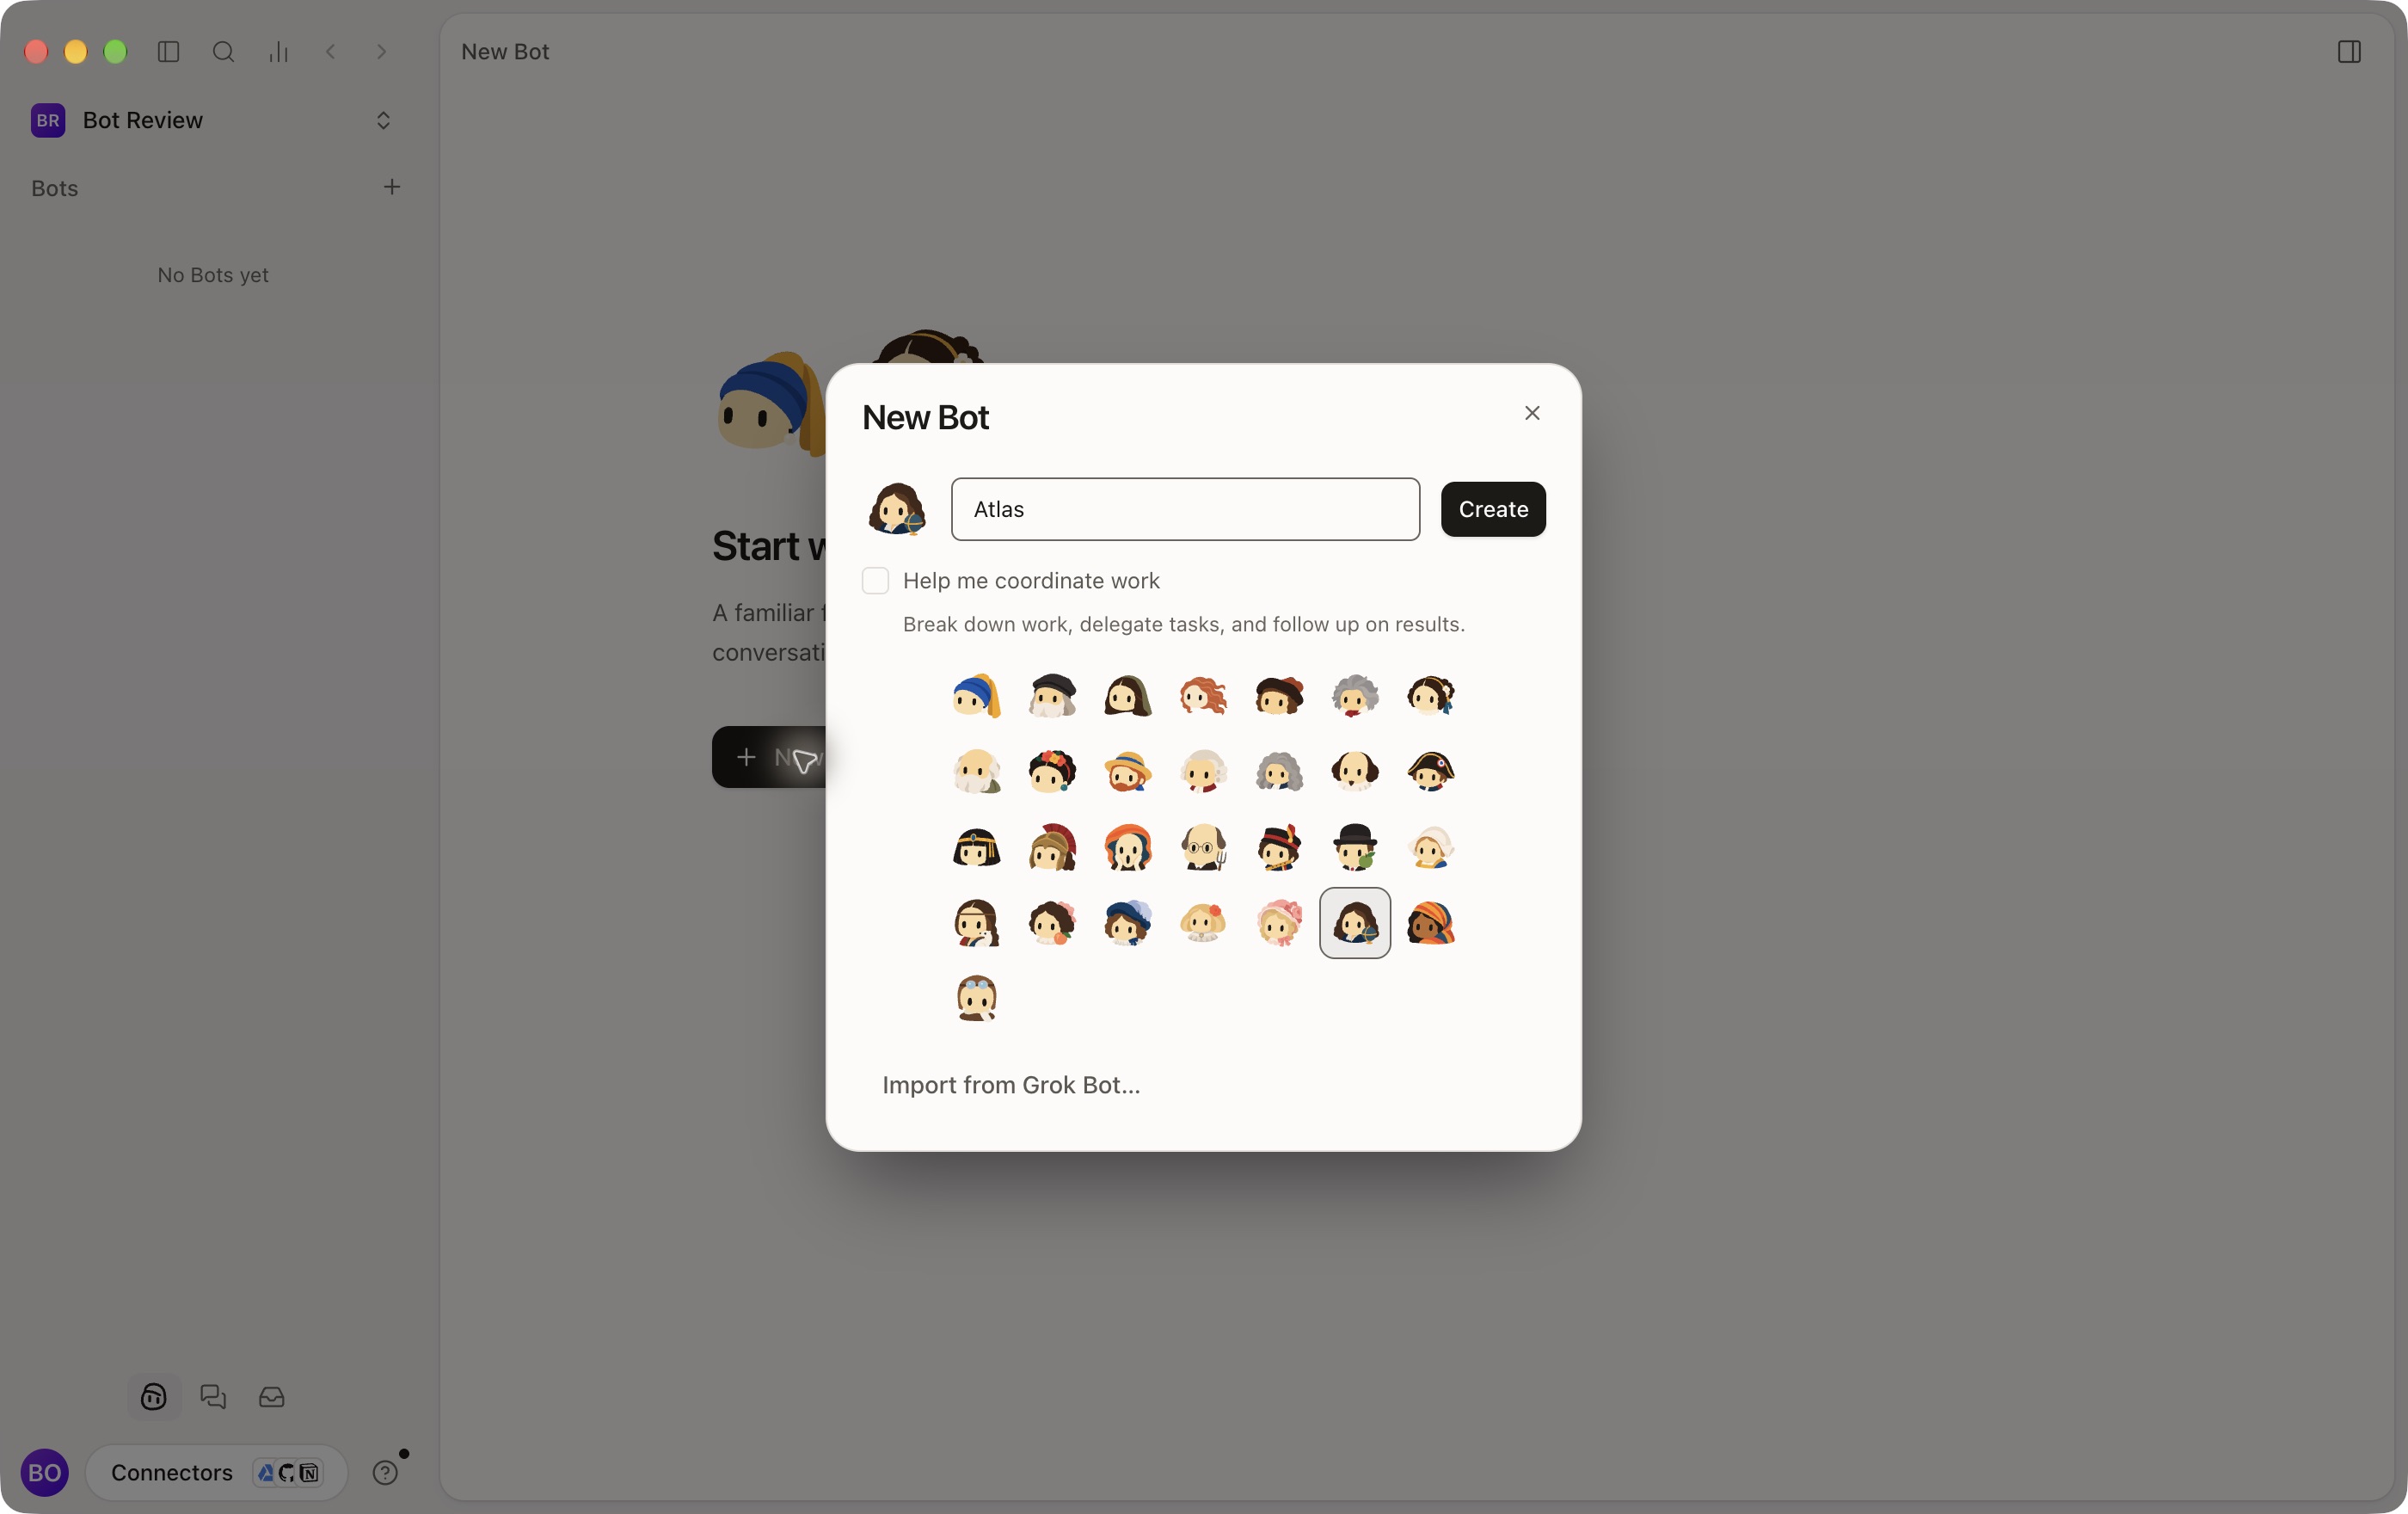 New Bot
BR Bot Review
Bots
No Bots yet
Start
A familiar
conversati
New Bot
Atlas
Create
Help me coordinate work
Break down work, delegate tasks, and follow up on results.
Import from Grok Bot...
BO Connectors